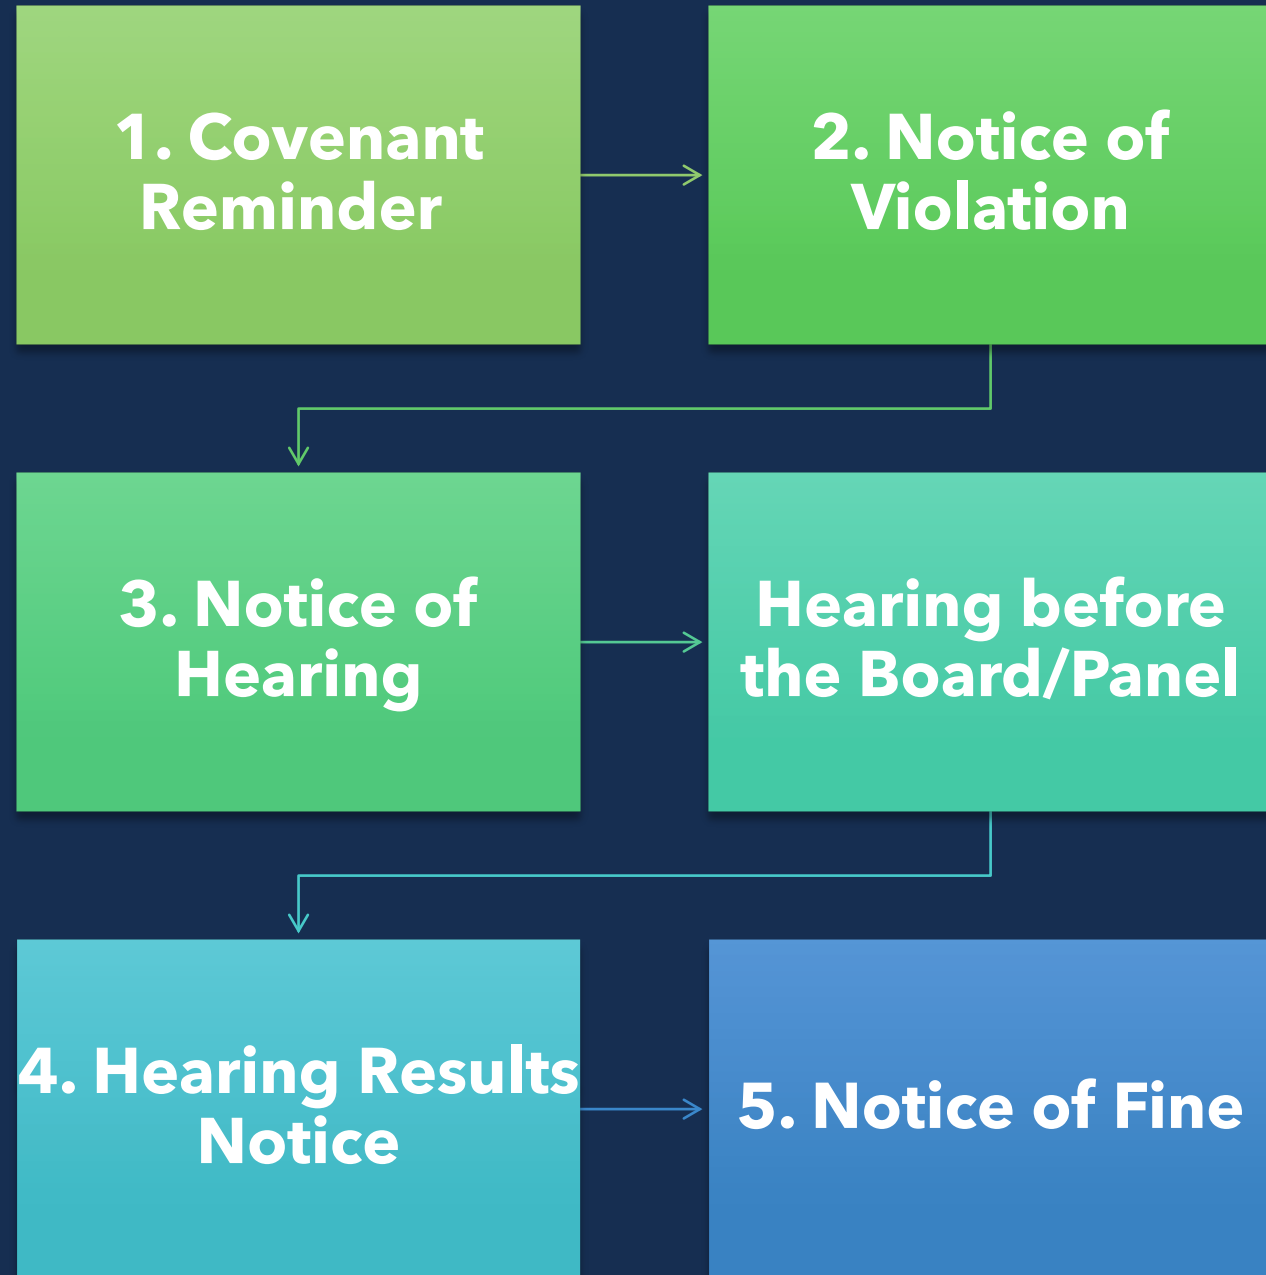 1. Covenant
Reminder
2. Notice of
Violation
3. Notice of
Hearing
Hearing before
the Board/Panel
4. Hearing Results
Notice
5. Notice of Fine